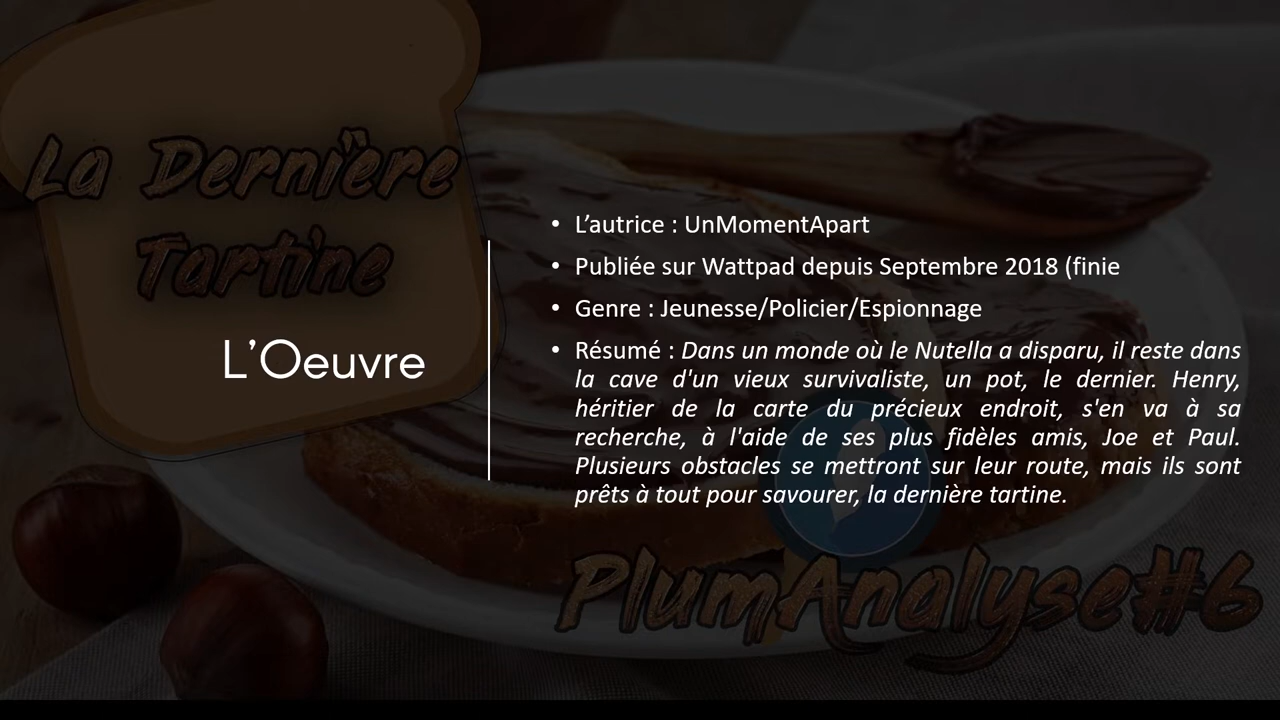 La Dernière
Tartine
L’Oeuvre
• L’autrice : UnMomentApart
• Publiée sur Wattpad depuis Septembre 2018 (finie
• Genre : Jeunesse/Policier/Espionnage
• Résumé : Dans un monde où le Nutella a disparu, il reste dans
la cave d'un vieux survivaliste, un pot, le dernier. Henry,
héritier de la carte du précieux endroit, s'en va à sa
recherche, à l'aide de ses plus fidèles amis, Joe et Paul.
Plusieurs obstacles se mettront sur leur route, mais ils sont
prêts à tout pour savourer, la dernière tartine.
PlumAnalyse#6